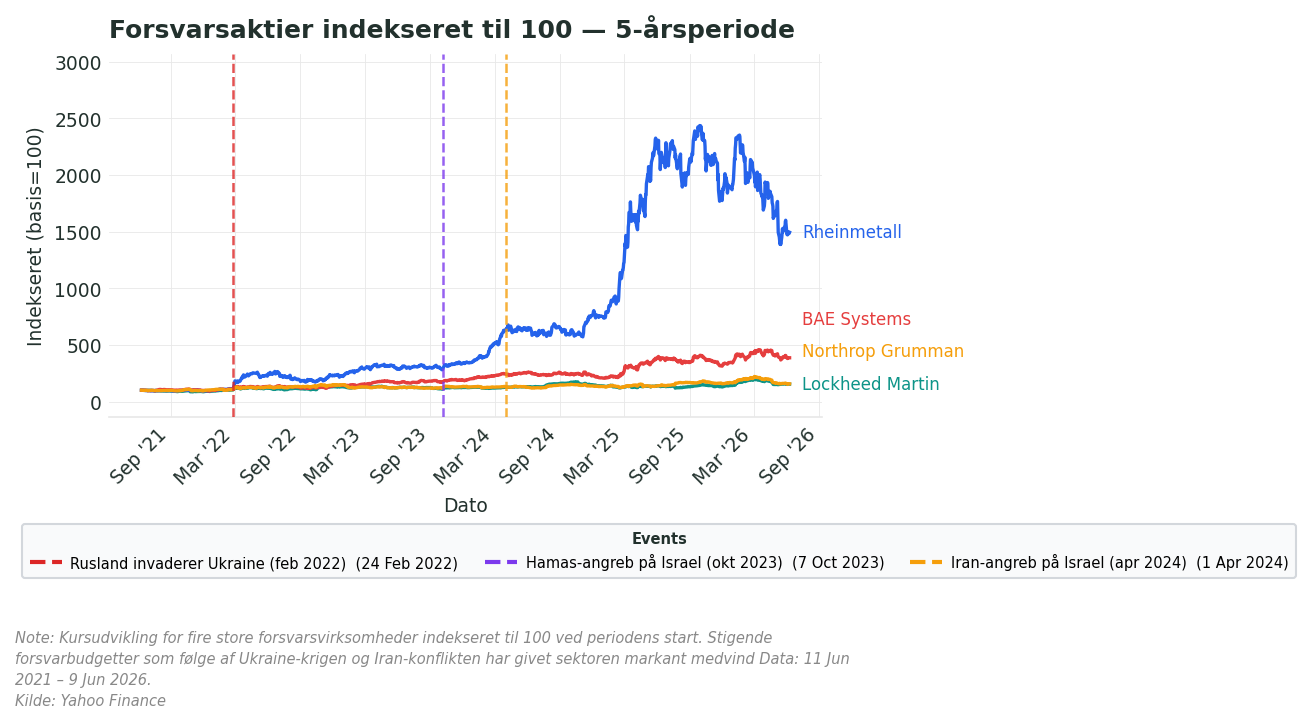 Forsvarsaktier indekseret til 100 — 5-årsperiode
Indekseret (basis=100)
3000
2500
2000
1500
1000
500
0
Rheinmetall
BAE Systems
Northrop Grumman
Lockheed Martin
Sep '21
Mar '22
Sep '22
Mar '23
Sep '23
Mar '24
Sep '24
Mar '25
Sep '25
Mar '26
Sep '26
Dato
Events
Rusland invaderer Ukraine (feb 2022)  (24 Feb 2022)
Hamas-angreb på Israel (okt 2023)  (7 Oct 2023)
Iran-angreb på Israel (apr 2024)  (1 Apr 2024)
Note: Kursudvikling for fire store forsvarsvirksomheder indekseret til 100 ved periodens start. Stigende
forsvarbudgetter som følge af Ukraine-krigen og Iran-konflikten har givet sektoren markant medvind Data: 11 Jun
2021 – 9 Jun 2026.
Kilde: Yahoo Finance